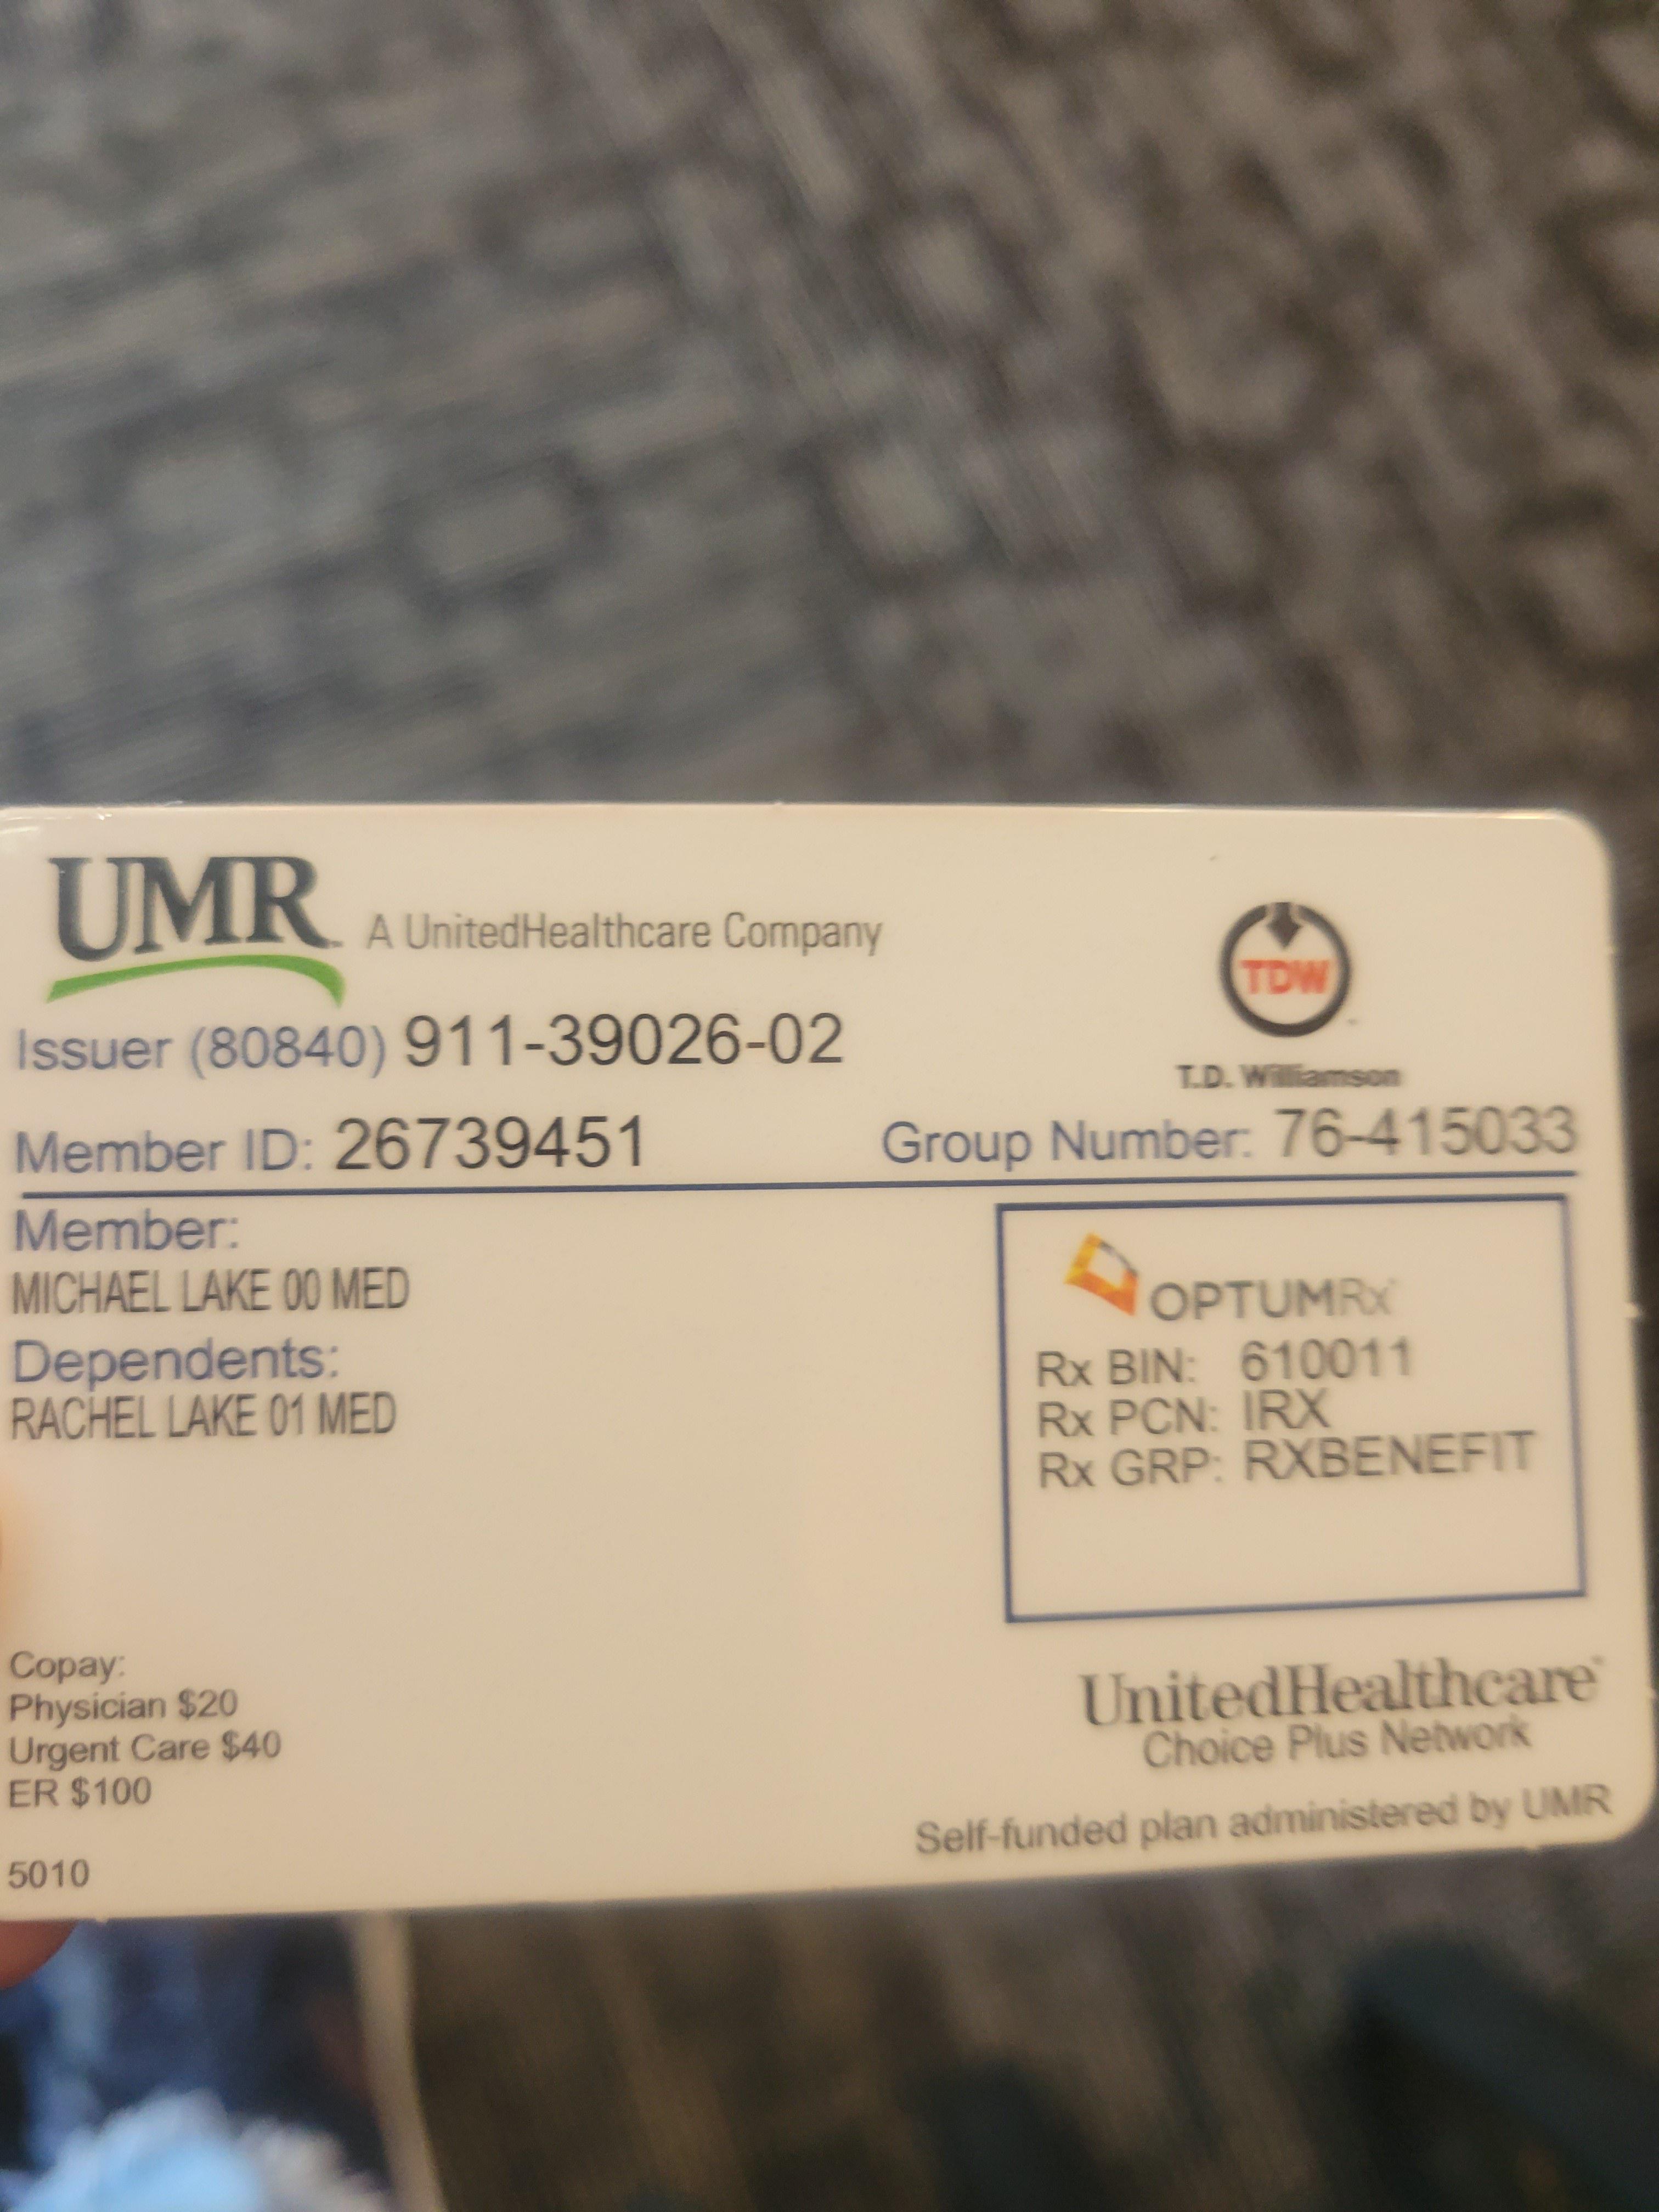 UMR A UnitedHealthcare Company
TDW
T.D. Williamson
Issuer (80840) 911-39026-02
Member ID: 26739451 Group Number: 76-415033
Member:
MICHAEL LAKE 00 MED
Dependents:
RACHEL LAKE 01 MED
OPTUMRx
Rx BIN: 610011
Rx PCN: IRX
Rx GRP: RXBENEFIT
Copay:
Physician $20
Urgent Care $40
ER $100
5010
UnitedHealthcare
Choice Plus Network
Self-funded plan administered by UMR